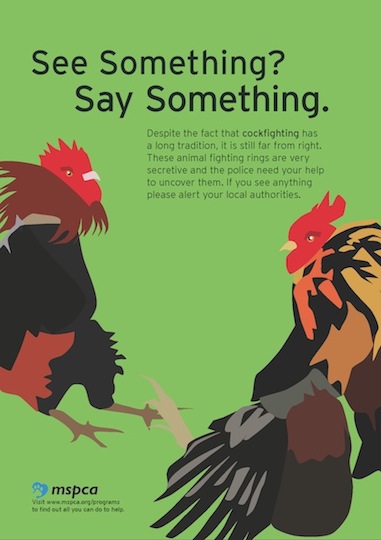 See Something?
Say Something.
Despite the fact that cockfighting has
a long tradition, it is still far from right.
These animal fighting rings are very
secretive and the police need your help
to uncover them. If you see anything
please alert your local authorities.
mspca
Visit www.mspca.org/programs
to find out all you can do to help.